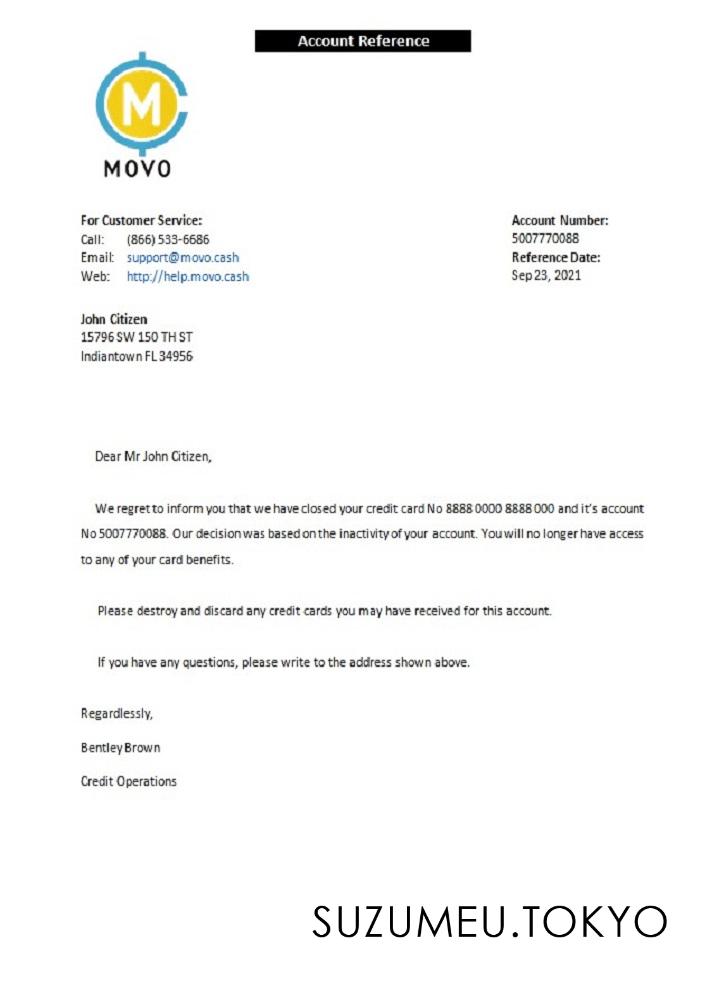 Account Reference
M
MOVO
For Customer Service:
Call: (866) 533-6686
Email: support@movo.cash
Web: http://help.movo.cash
Account Number:
5007770088
Reference Date:
Sep 23, 2021
John Citizen
15796 SW 150 TH ST
Indiantown FL 34956
Dear Mr John Citizen,
We regret to inform you that we have closed your credit card No 8888 0000 8888 000 and it's account
No 5007770088. Our decision was based on the inactivity of your account. You will no longer have access
to any of your card benefits.
Please destroy and discard any credit cards you may have received for this account.
If you have any questions, please write to the address shown above.
Regardlessly,
Bentley Brown
Credit Operations
SUZUMEU.TOKYO